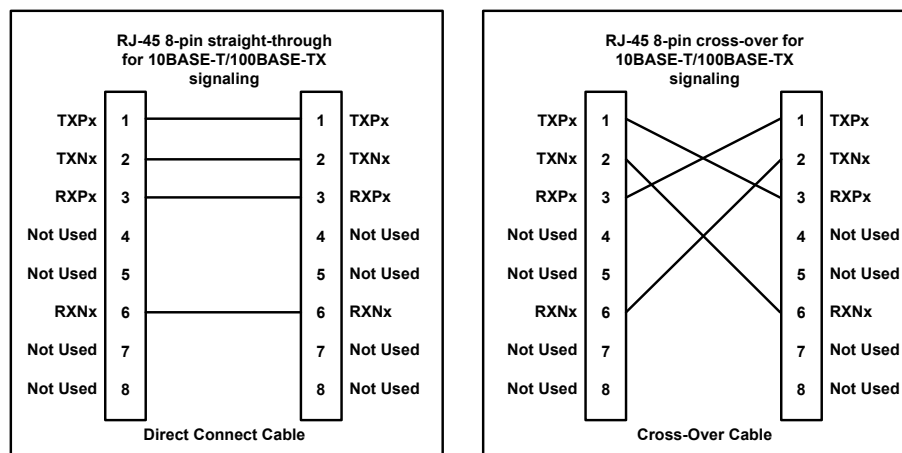 RJ-45 8-pin straight-through
for 10BASE-T/100BASE-TX
signaling
TXPx 1 1 TXPx
TXNx 2 2 TXNx
RXPx 3 3 RXPx
Not Used 4 4 Not Used
Not Used 5 5 Not Used
RXNx 6 6 RXNx
Not Used 7 7 Not Used
Not Used 8 8 Not Used
Direct Connect Cable
RJ-45 8-pin cross-over for
10BASE-T/100BASE-TX
signaling
TXPx 1 1 TXPx
TXNx 2 2 TXNx
RXPx 3 3 RXPx
Not Used 4 4 Not Used
Not Used 5 5 Not Used
RXNx 6 6 RXNx
Not Used 7 7 Not Used
Not Used 8 8 Not Used
Cross-Over Cable